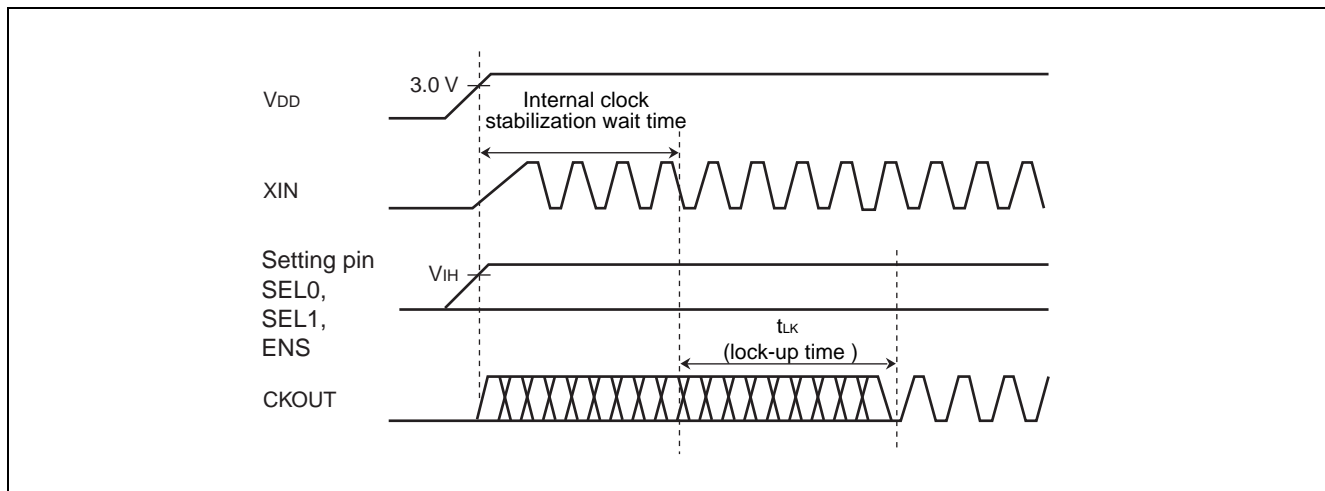 3.0 V
VDD
Internal clock
stabilization wait time
XIN
Setting pin
SEL0,
SEL1,
ENS
VIH
tLK
(lock-up time )
CKOUT